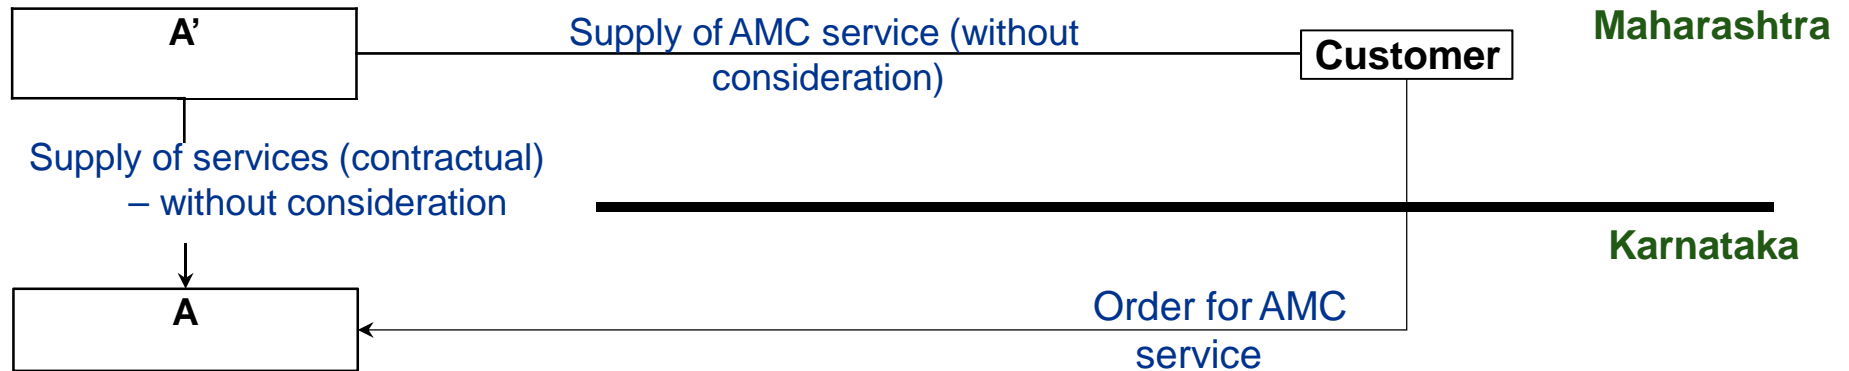 A’
Supply of AMC service (without
consideration)
Customer
Maharashtra
Supply of services (contractual)
– without consideration
Karnataka
A
Order for AMC
service